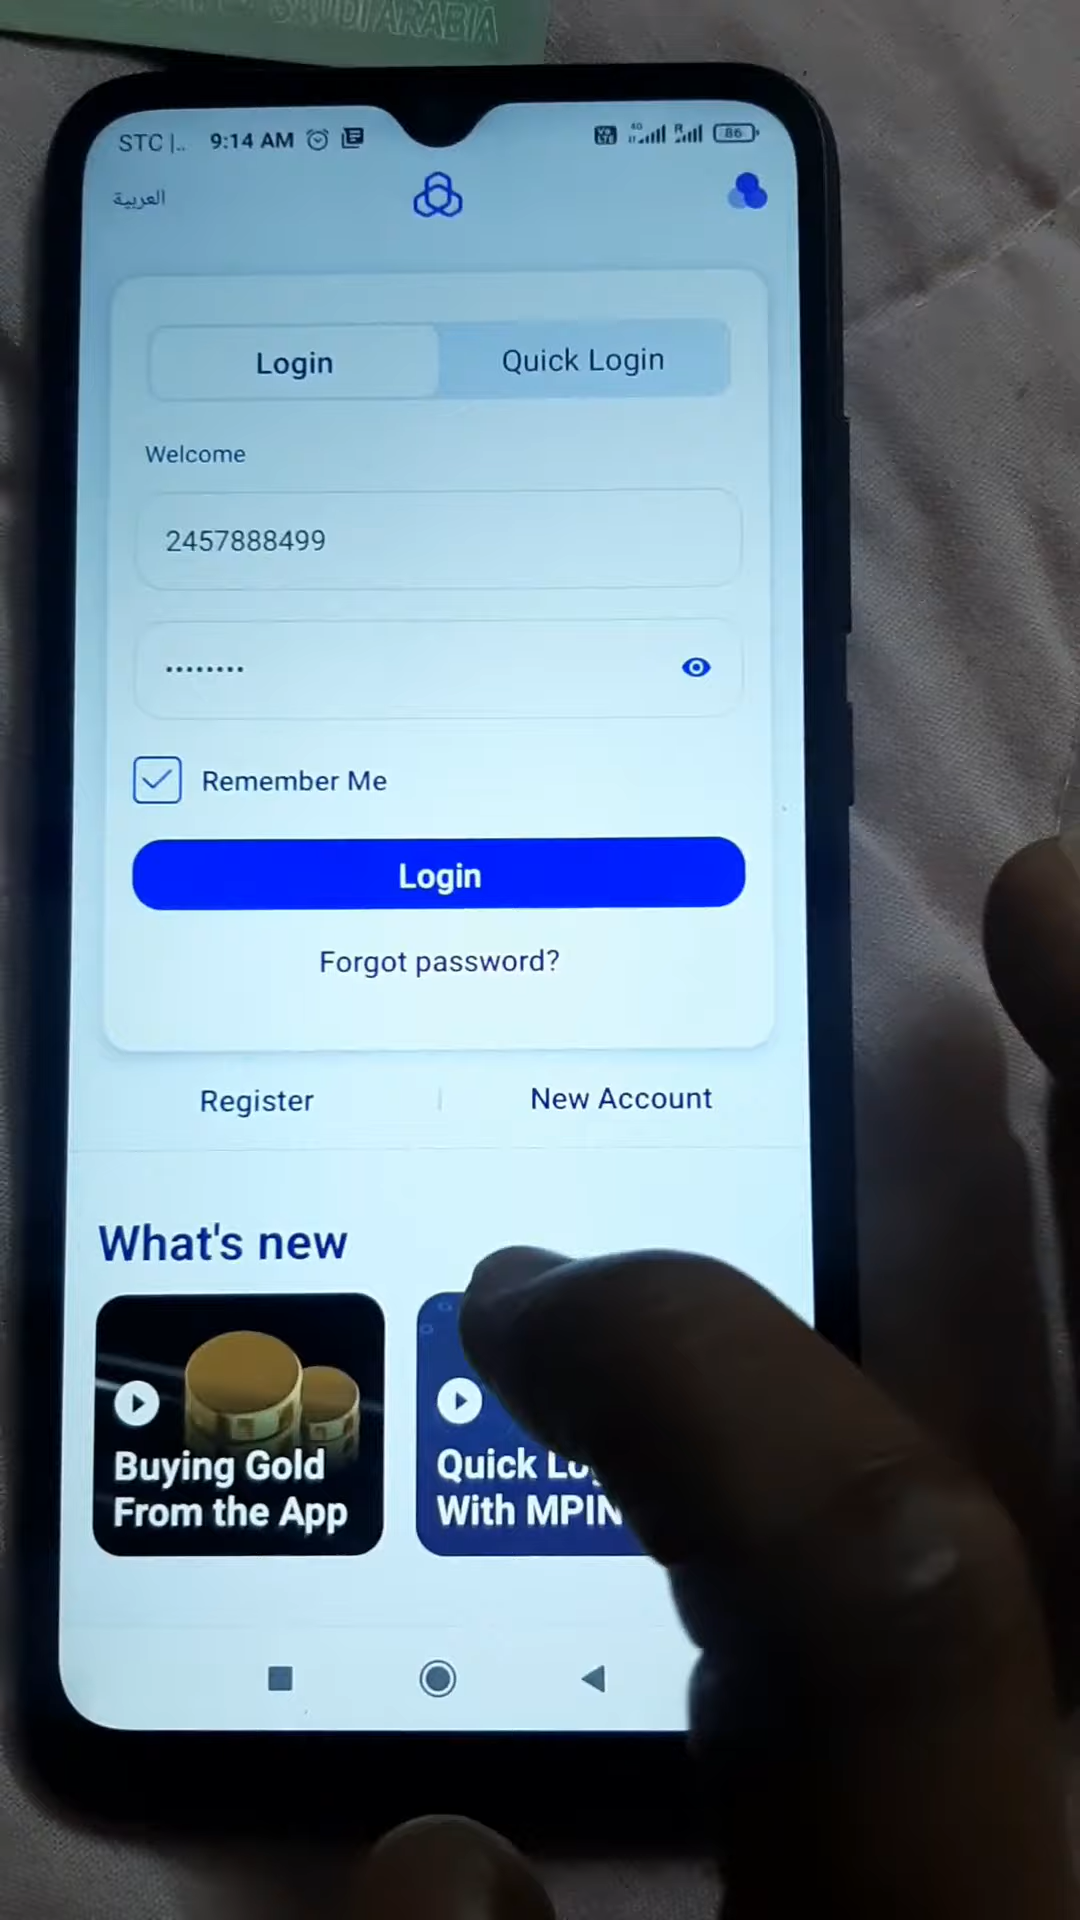 SAUDI ARABIA
STC |.. 9:14 AM 86
العربية
Login Quick Login
Welcome
2457888499
••••••••
Remember Me
Login
Forgot password?
Register New Account
What's new
Buying Gold
From the App
Quick
With MPIN